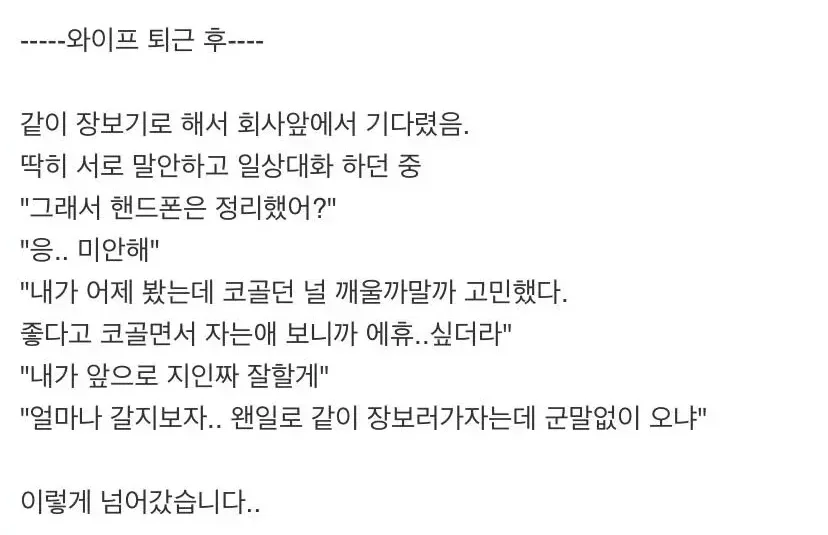 -----와이프 퇴근 후----
같이 장보기로 해서 회사앞에서 기다렸음.
딱히 서로 말안하고 일상대화 하던 중
"그래서 핸드폰은 정리했어?"
"응.. 미안해"
"내가 어제 봤는데 코골던 널 깨울까말까 고민했다.
좋다고 코골면서 자는애 보니까 에휴..싶더라"
"내가 앞으로 지인짜 잘할게"
"얼마나 갈지보자.. 왠일로 같이 장보러가자는데 군말없이 오냐"
이렇게 넘어갔습니다..